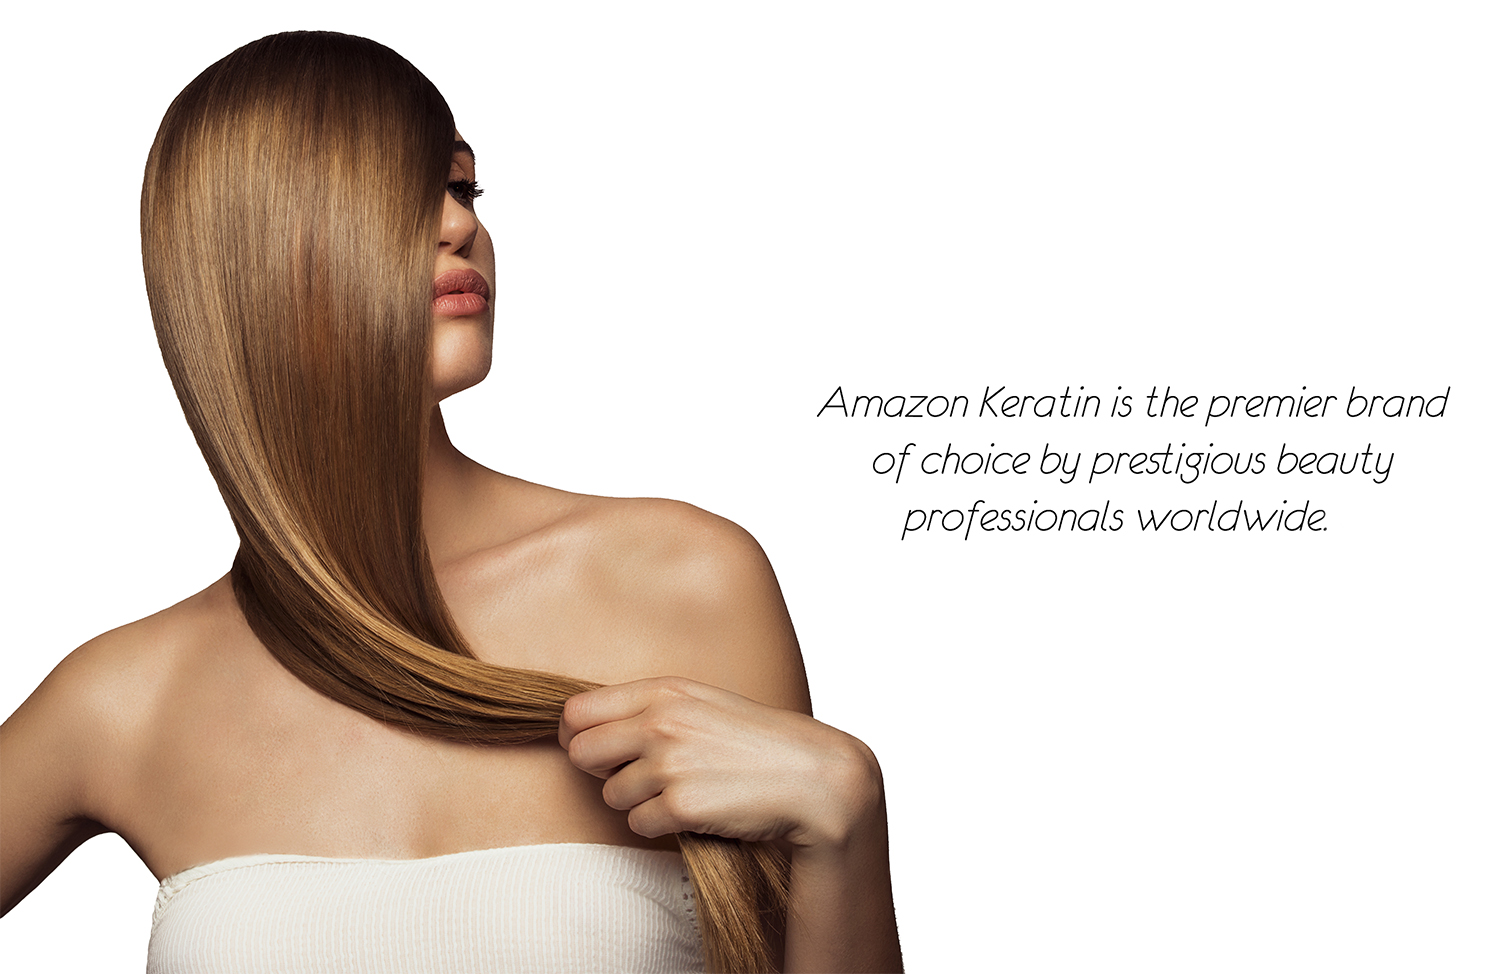 Amazon Keratin is the premier brand
of choice by prestigious beauty
professionals worldwide.